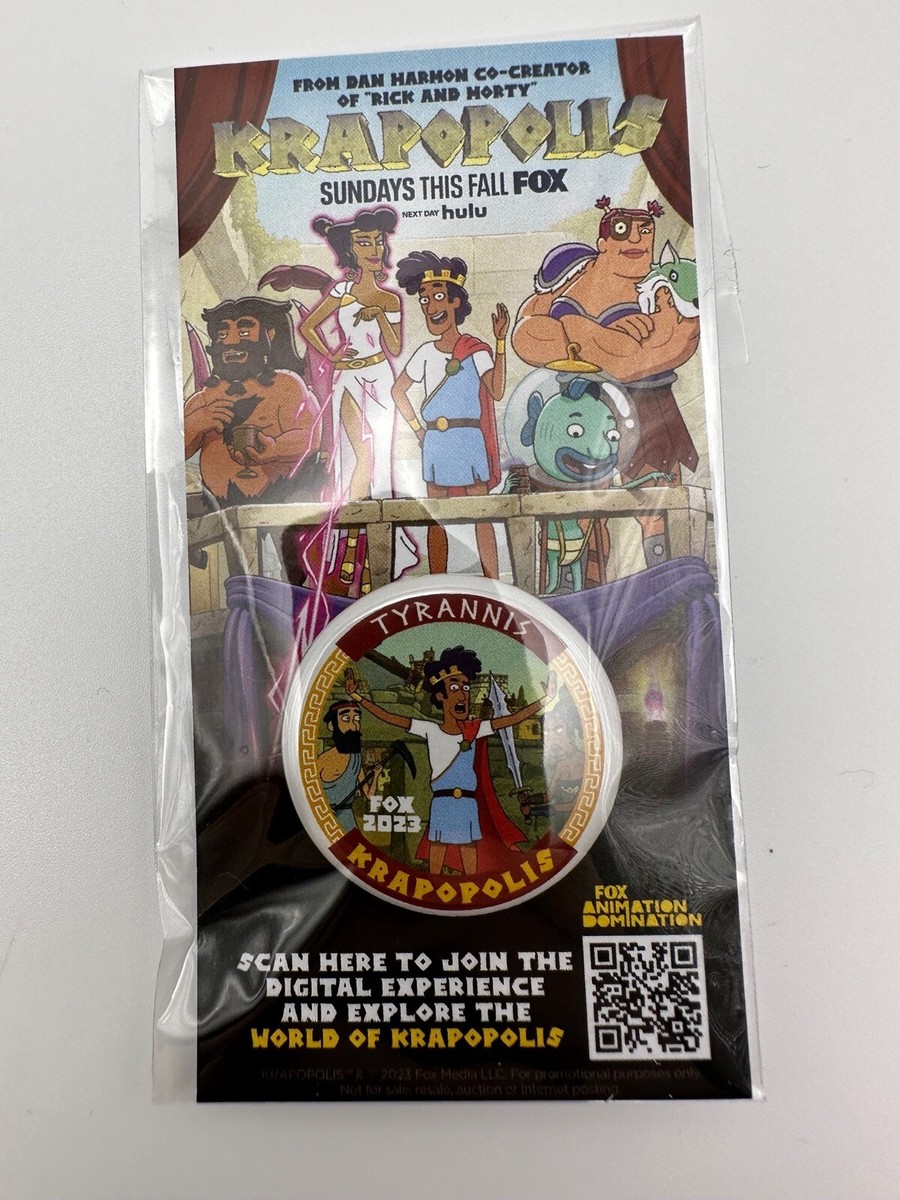 FROM DAN HARMON CO-CREATOR
OF "RICK AND MORTY"
KRAPOPOLIS
SUNDAYS THIS FALL FOX
NEXT DAY hulu
TYRANNIS
FOX
2023
KRAPOPOLIS
FOX
ANIMATION
DOMINATION
SCAN HERE TO JOIN THE
DIGITAL EXPERIENCE
AND EXPLORE THE
WORLD OF KRAPOPOLIS
KRAPOPOLIS ™ & © 2023 Fox Media LLC. For promotional purposes only.
Not for sale, resale, auction or internet posting.